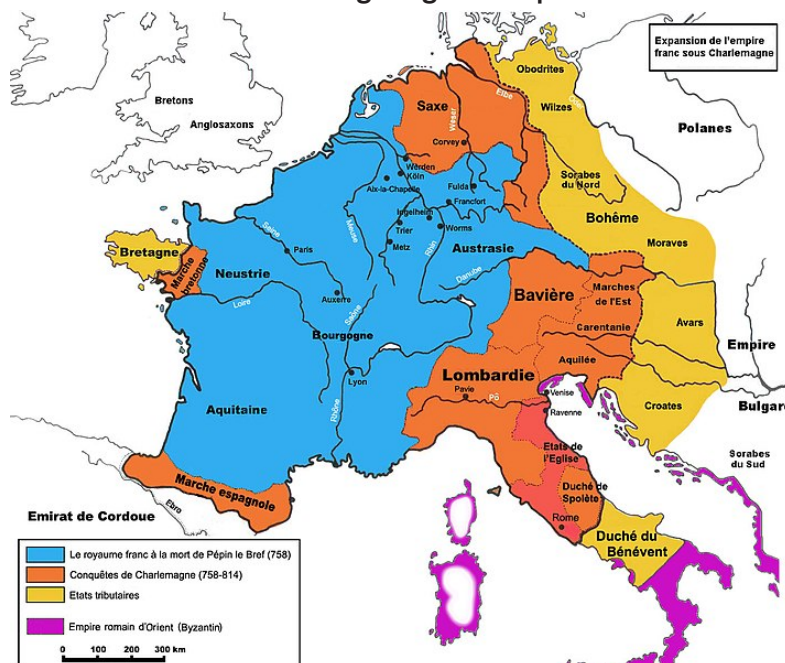 Expansion de l'empire
franc sous Charlemagne
Bretons
Anglosaxons
Obodrites
Wilzes
Oder
Elbe
Polanes
Saxe
Weser
Corvey
Sorabes
du Nord
Werden
Köln
Aix-la-Chapelle
Fulda
Francfort
Bohême
Ingelheim
Trier
Worms
Metz
Rhin
Meuse
Moraves
Austrasie
Seine
Paris
Bretagne
Marche
bretonne
Neustrie
Danube
Loire
Auxerre
Saône
Bavière
Marches
de l'Est
Bourgogne
Carentanie
Avars
Empire
Lyon
Lombardie
Aquilée
Pavie
Pô
Venise
Ravenne
Croates
Bulgare
Aquitaine
Rhône
Etats de
l'Eglise
Sorabes
du Sud
Marche espagnole
Ebro
Duché de
Spolète
Emirat de Cordoue
Rome
Duché du
Bénévent
Le royaume franc à la mort de Pépin le Bref (758)
Conquêtes de Charlemagne (758-814)
Etats tributaires
Empire romain d'Orient (Byzantin)
0 100 200 300 km